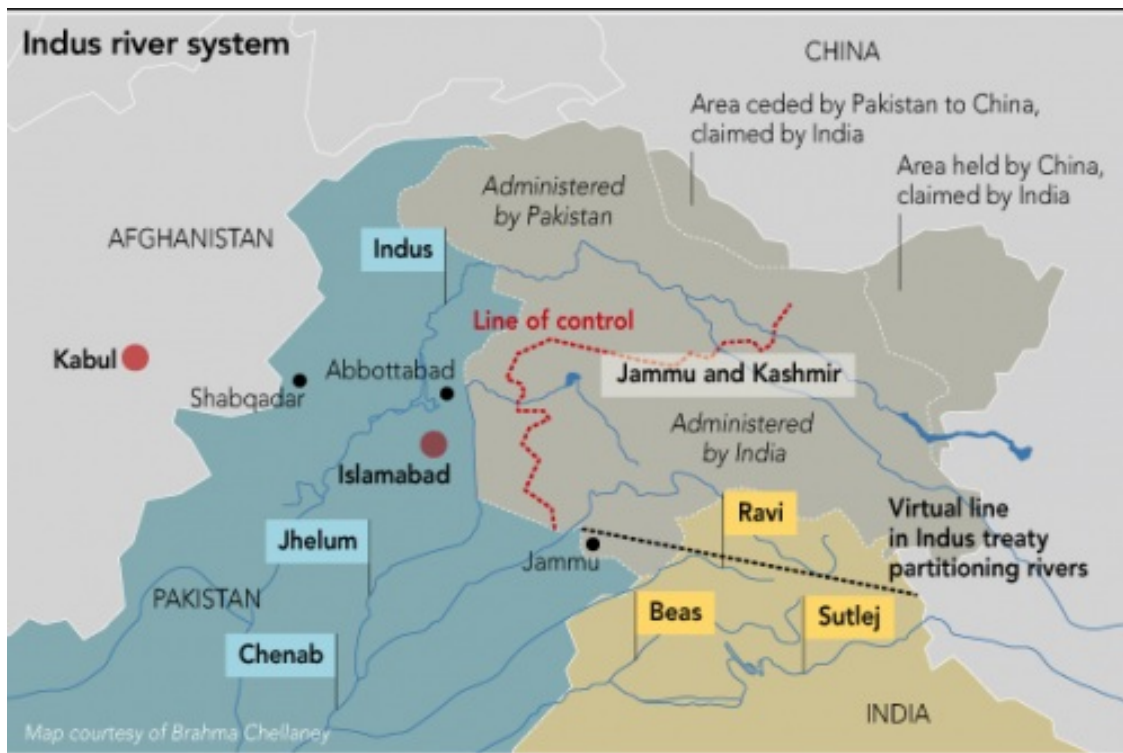 Indus river system
CHINA
Area ceded by Pakistan to China,
claimed by India
Area held by China,
claimed by India
Administered
by Pakistan
AFGHANISTAN
Indus
Line of control
Kabul
Abbottabad
Shabqadar
Jammu and Kashmir
Administered
by India
Islamabad
Ravi
Virtual line
in Indus treaty
partitioning rivers
Jhelum
Jammu
PAKISTAN
Beas
Sutlej
Chenab
INDIA
Map courtesy of Brahma Chellaney